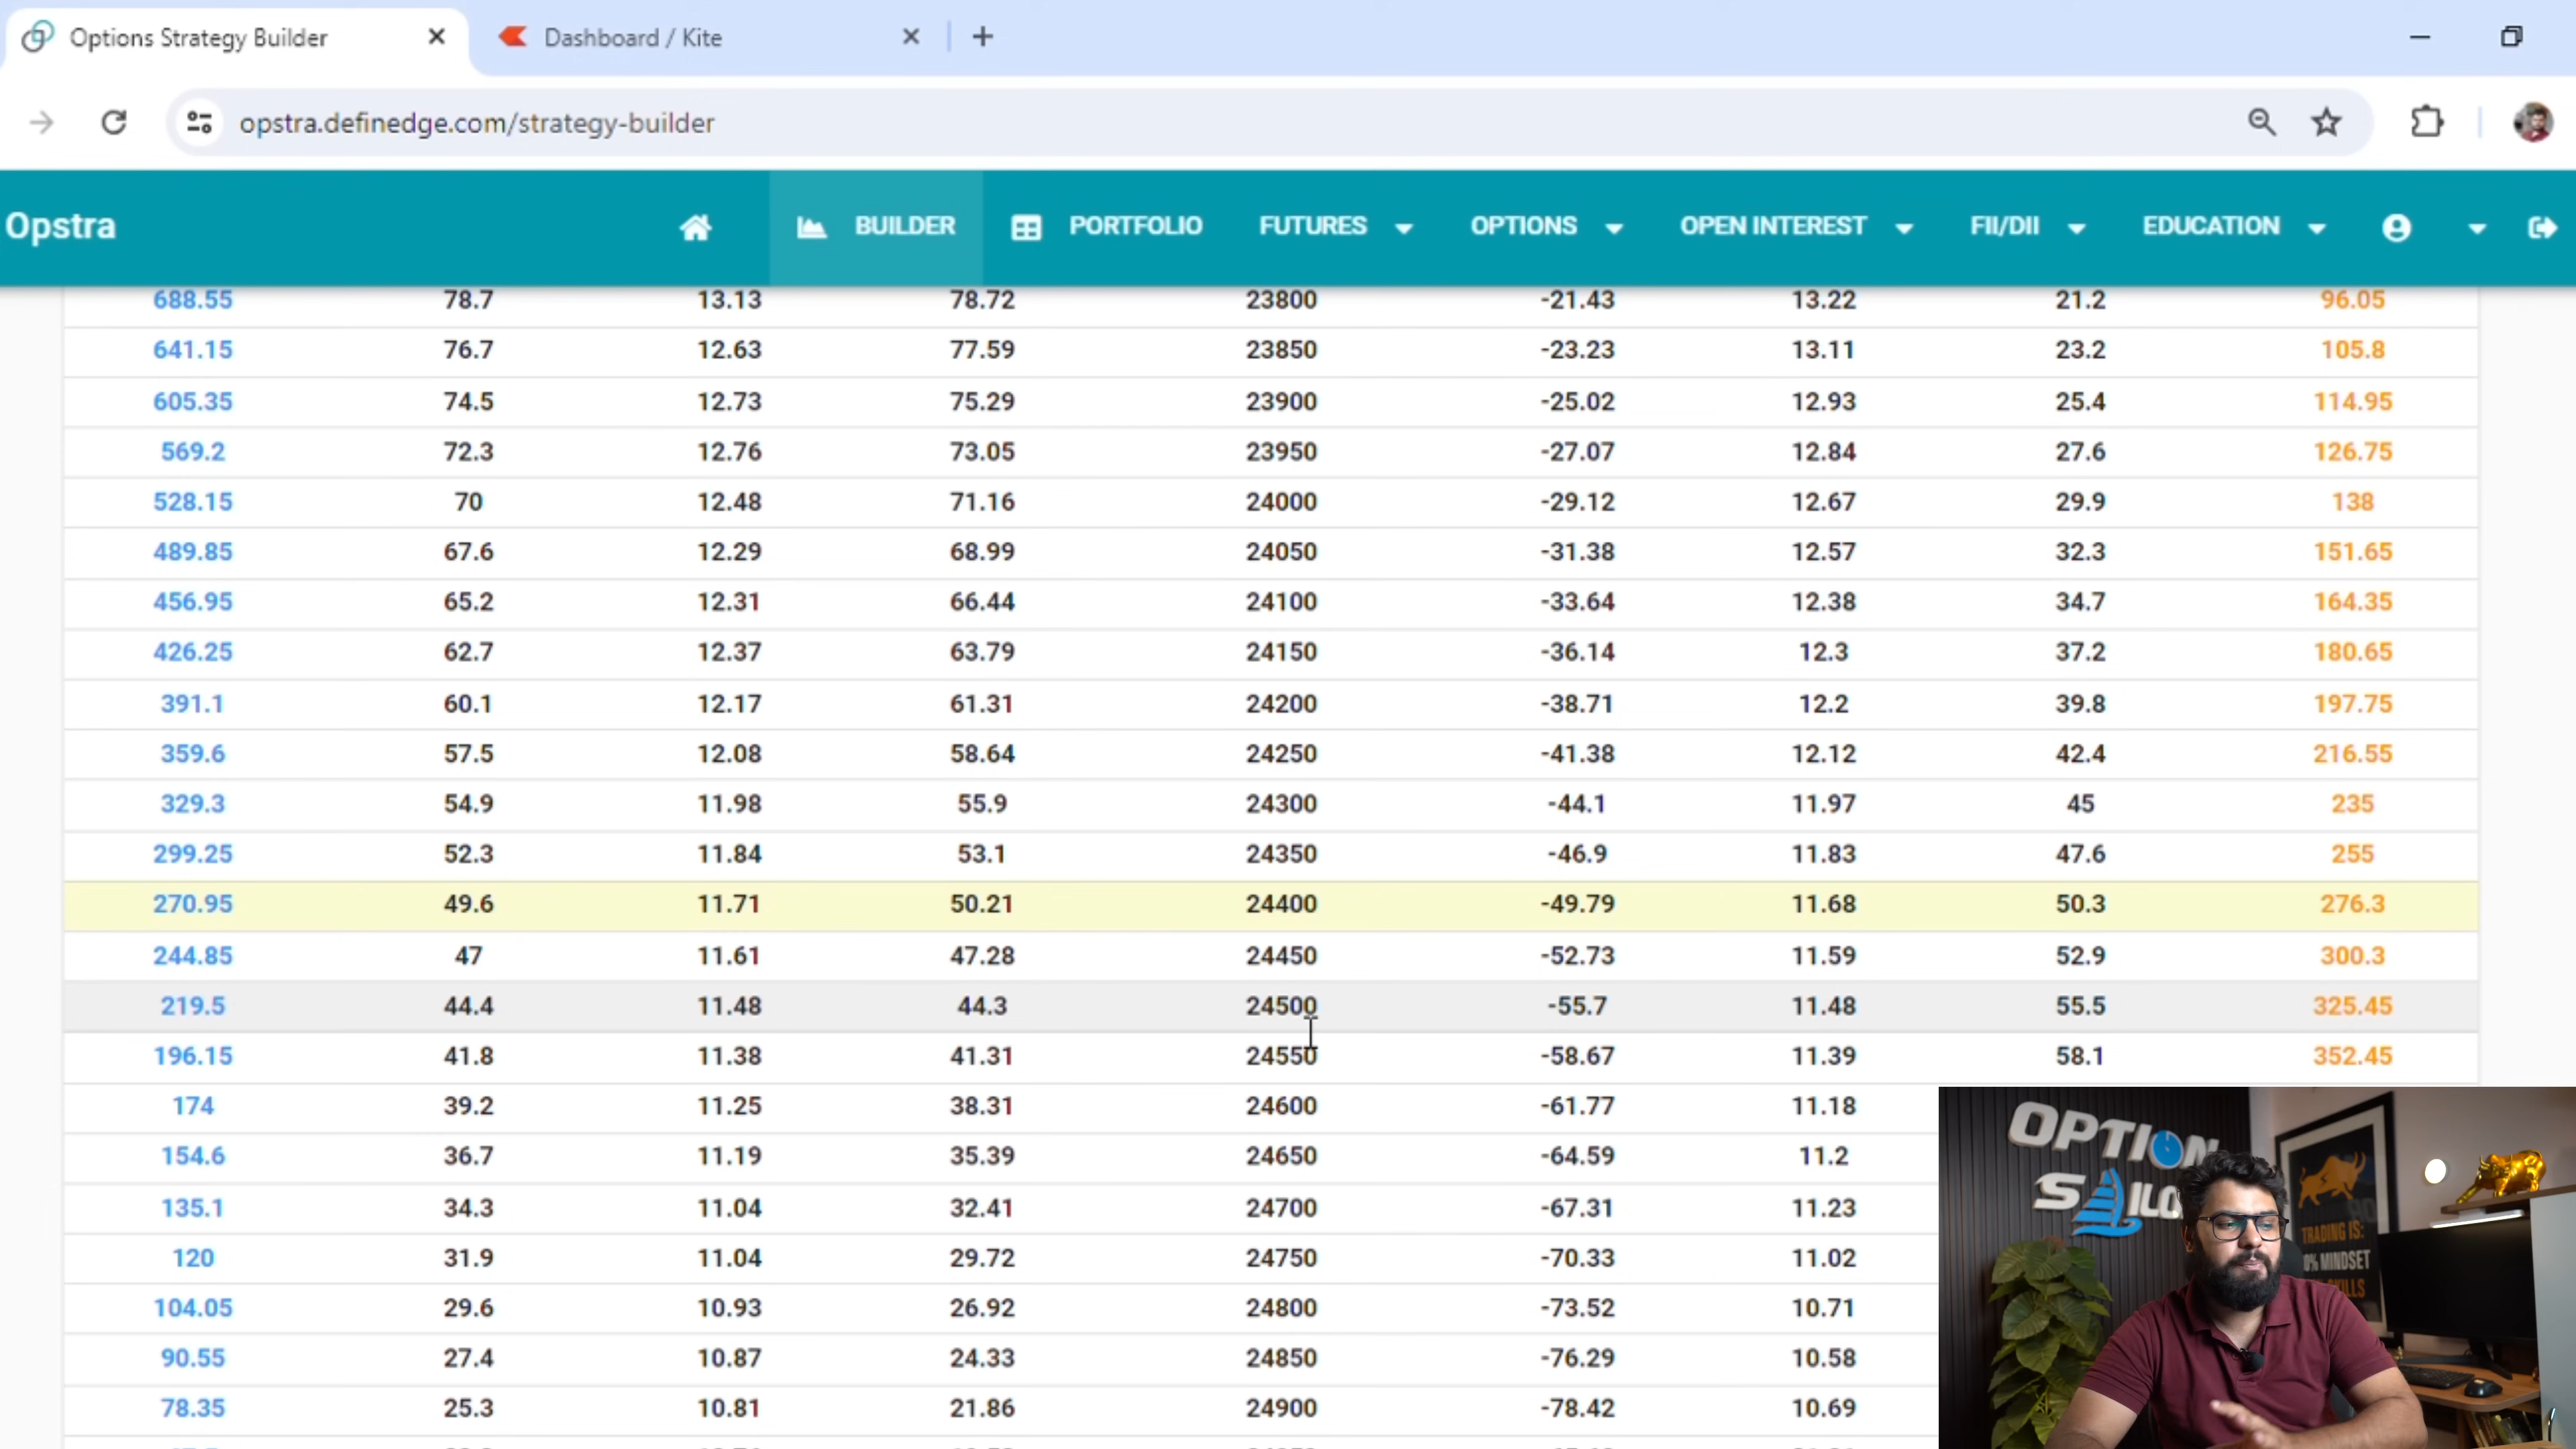 Options Strategy Builder
Dashboard / Kite
opstra.definedge.com/strategy-builder
Opstra BUILDER PORTFOLIO FUTURES OPTIONS OPEN INTEREST FII/DII EDUCATION
688.55 78.7 13.13 78.72 23800 -21.43 13.22 21.2 96.05
641.15 76.7 12.63 77.59 23850 -23.23 13.11 23.2 105.8
605.35 74.5 12.73 75.29 23900 -25.02 12.93 25.4 114.95
569.2 72.3 12.76 73.05 23950 -27.07 12.84 27.6 126.75
528.15 70 12.48 71.16 24000 -29.12 12.67 29.9 138
489.85 67.6 12.29 68.99 24050 -31.38 12.57 32.3 151.65
456.95 65.2 12.31 66.44 24100 -33.64 12.38 34.7 164.35
426.25 62.7 12.37 63.79 24150 -36.14 12.3 37.2 180.65
391.1 60.1 12.17 61.31 24200 -38.71 12.2 39.8 197.75
359.6 57.5 12.08 58.64 24250 -41.38 12.12 42.4 216.55
329.3 54.9 11.98 55.9 24300 -44.1 11.97 45 235
299.25 52.3 11.84 53.1 24350 -46.9 11.83 47.6 255
270.95 49.6 11.71 50.21 24400 -49.79 11.68 50.3 276.3
244.85 47 11.61 47.28 24450 -52.73 11.59 52.9 300.3
219.5 44.4 11.48 44.3 24500 -55.7 11.48 55.5 325.45
196.15 41.8 11.38 41.31 24550 -58.67 11.39 58.1 352.45
174 39.2 11.25 38.31 24600 -61.77 11.18
154.6 36.7 11.19 35.39 24650 -64.59 11.2
135.1 34.3 11.04 32.41 24700 -67.31 11.23
120 31.9 11.04 29.72 24750 -70.33 11.02
104.05 29.6 10.93 26.92 24800 -73.52 10.71
90.55 27.4 10.87 24.33 24850 -76.29 10.58
78.35 25.3 10.81 21.86 24900 -78.42 10.69
OPTION
SAILO
TRADING IS:
0% MINDSET